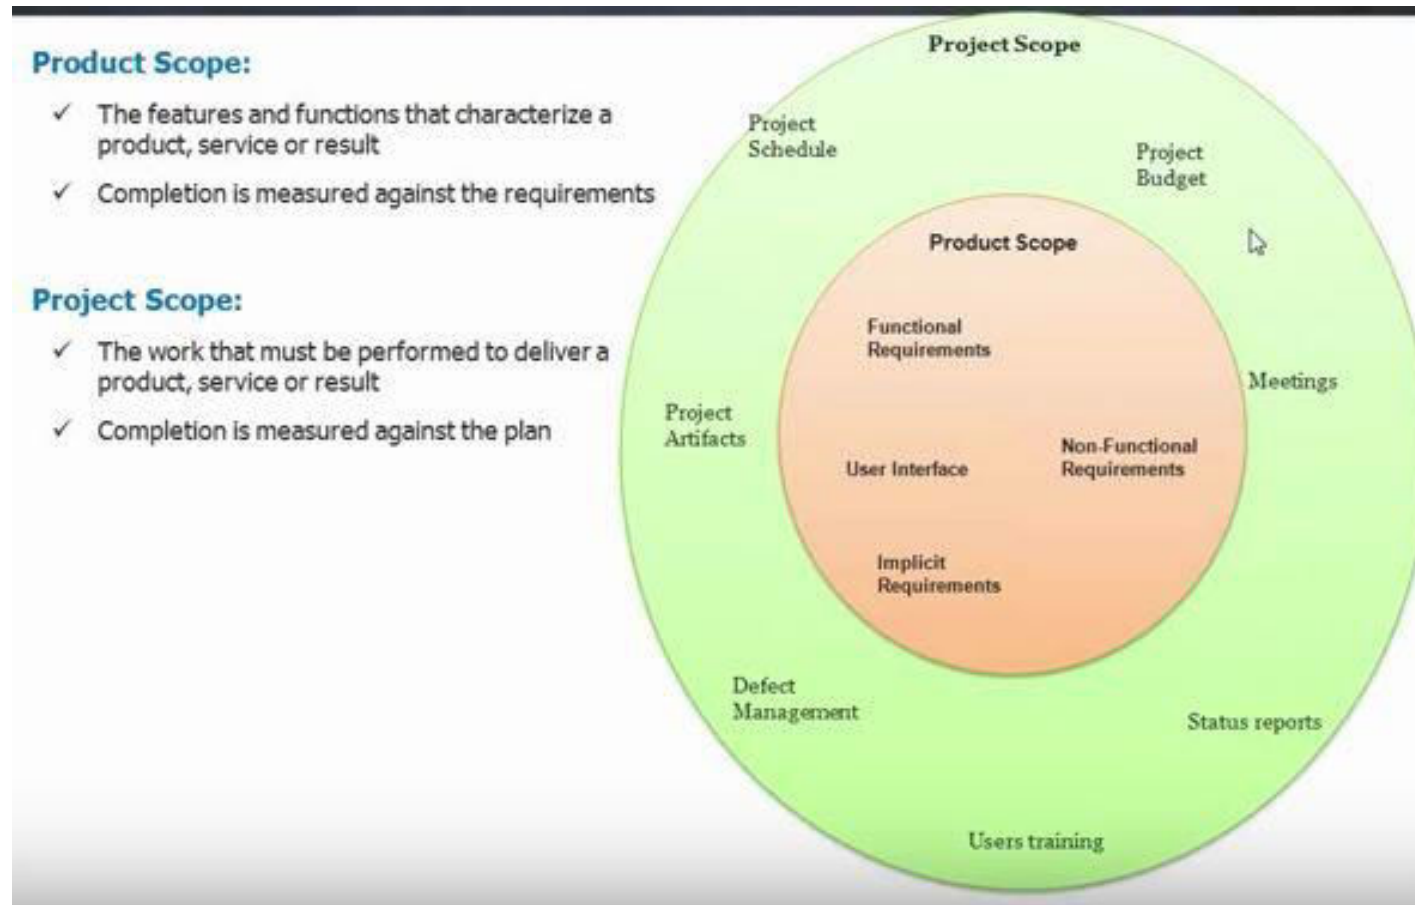 Product Scope:
✓ The features and functions that characterize a
product, service or result
✓ Completion is measured against the requirements
Project Scope:
✓ The work that must be performed to deliver a
product, service or result
✓ Completion is measured against the plan
Project Scope
Project
Schedule
Project
Budget
Product Scope
Functional
Requirements
Meetings
Project
Artifacts
User Interface
Non-Functional
Requirements
Implicit
Requirements
Defect
Management
Status reports
Users training